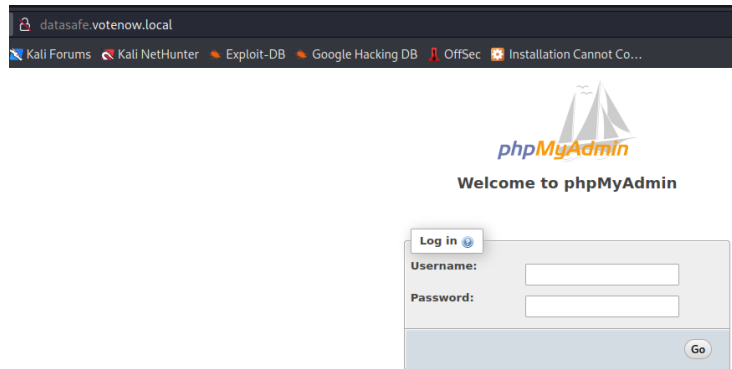 datasafe.votenow.local
Kali Forums Kali NetHunter Exploit-DB Google Hacking DB OffSec Installation Cannot Co...
phpMyAdmin
Welcome to phpMyAdmin
Log in
Username:
Password:
Go